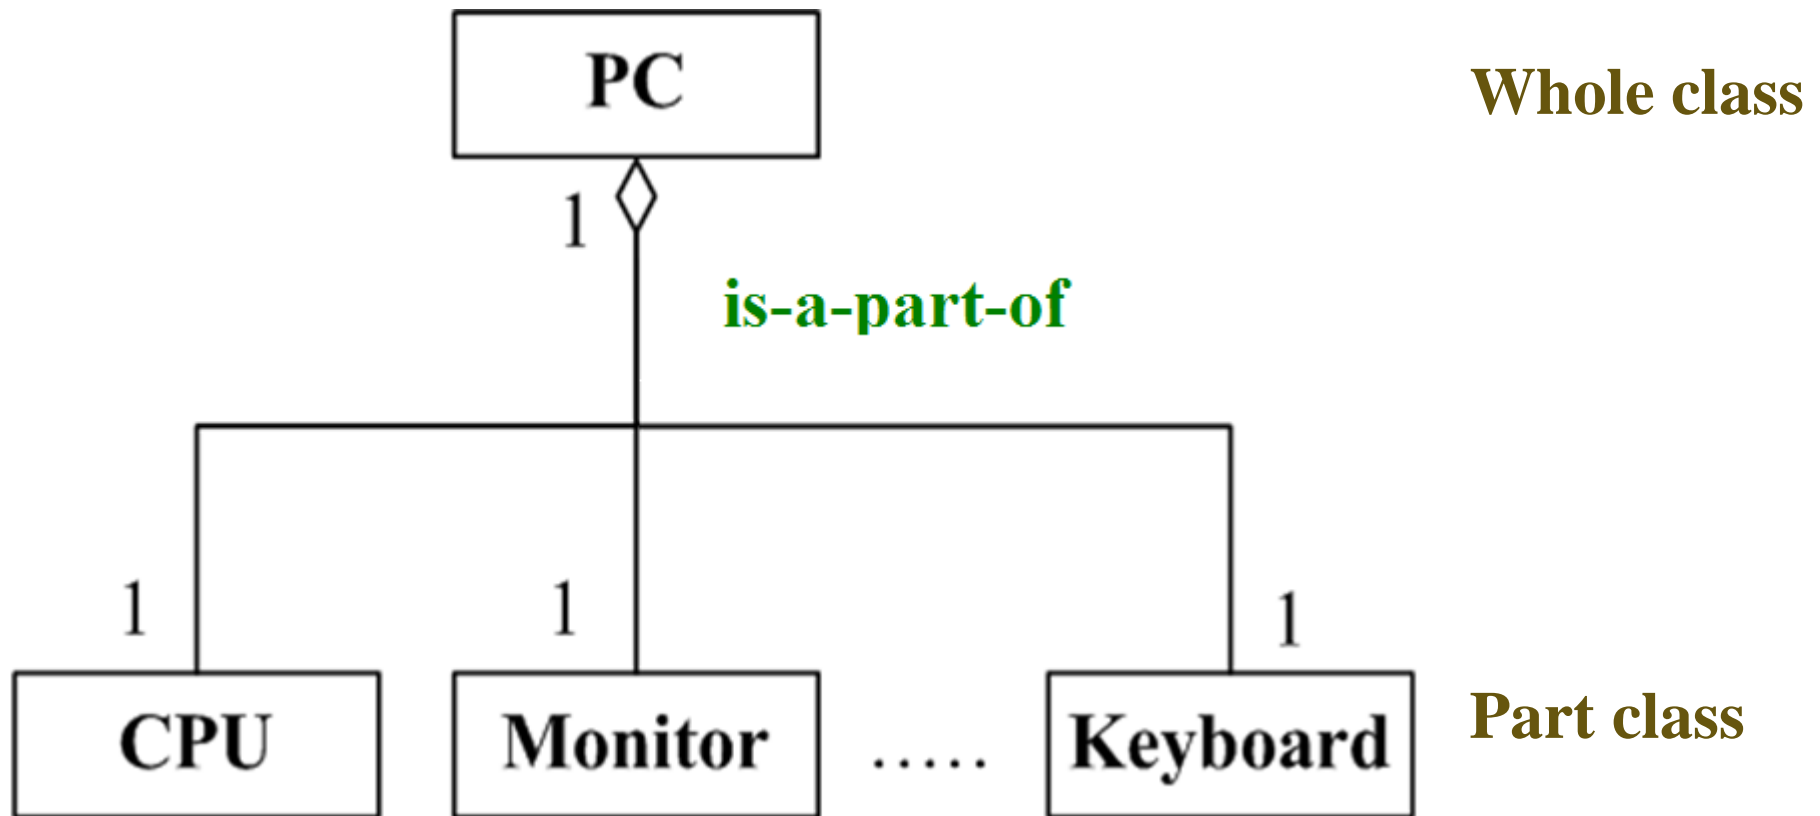 PC
Whole class
1
is-a-part-of
1
1
1
CPU
Monitor
.....
Keyboard
Part class